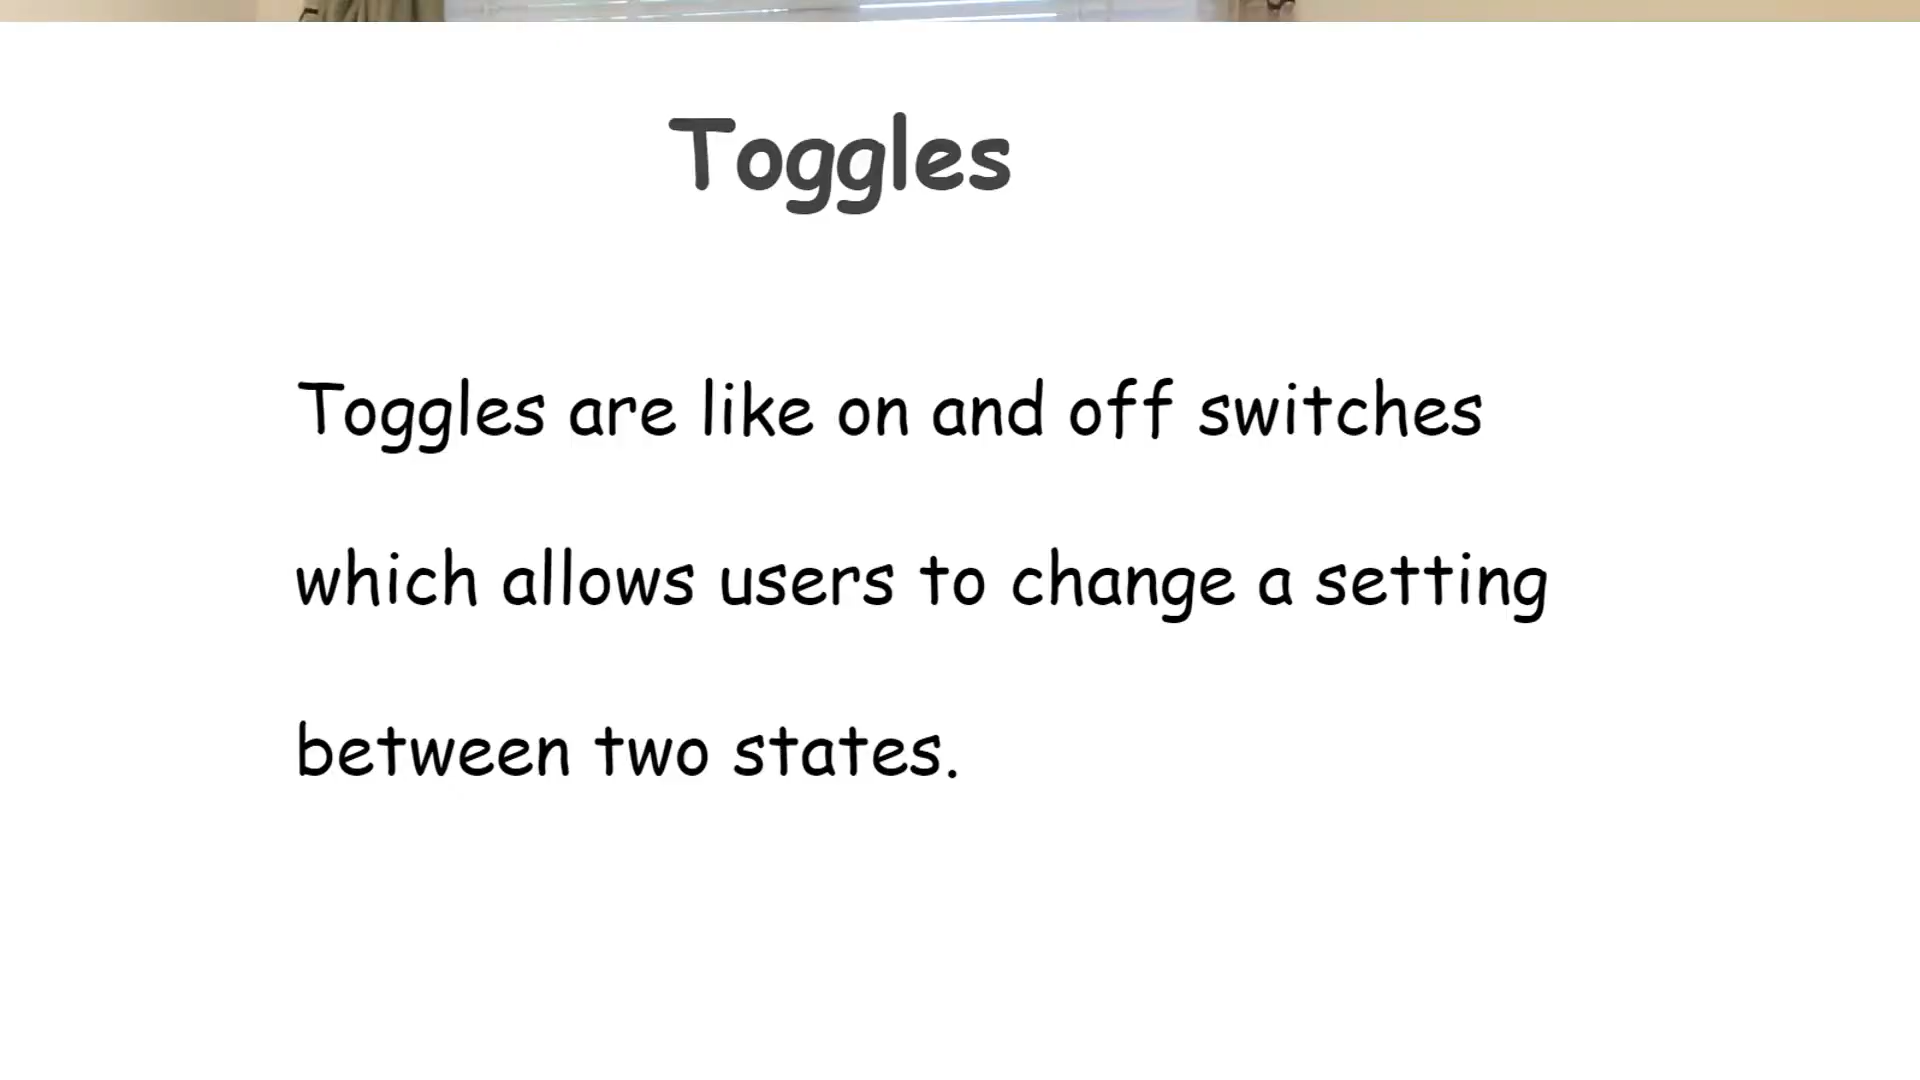 Toggles
Toggles are like on and off switches
which allows users to change a setting
between two states.